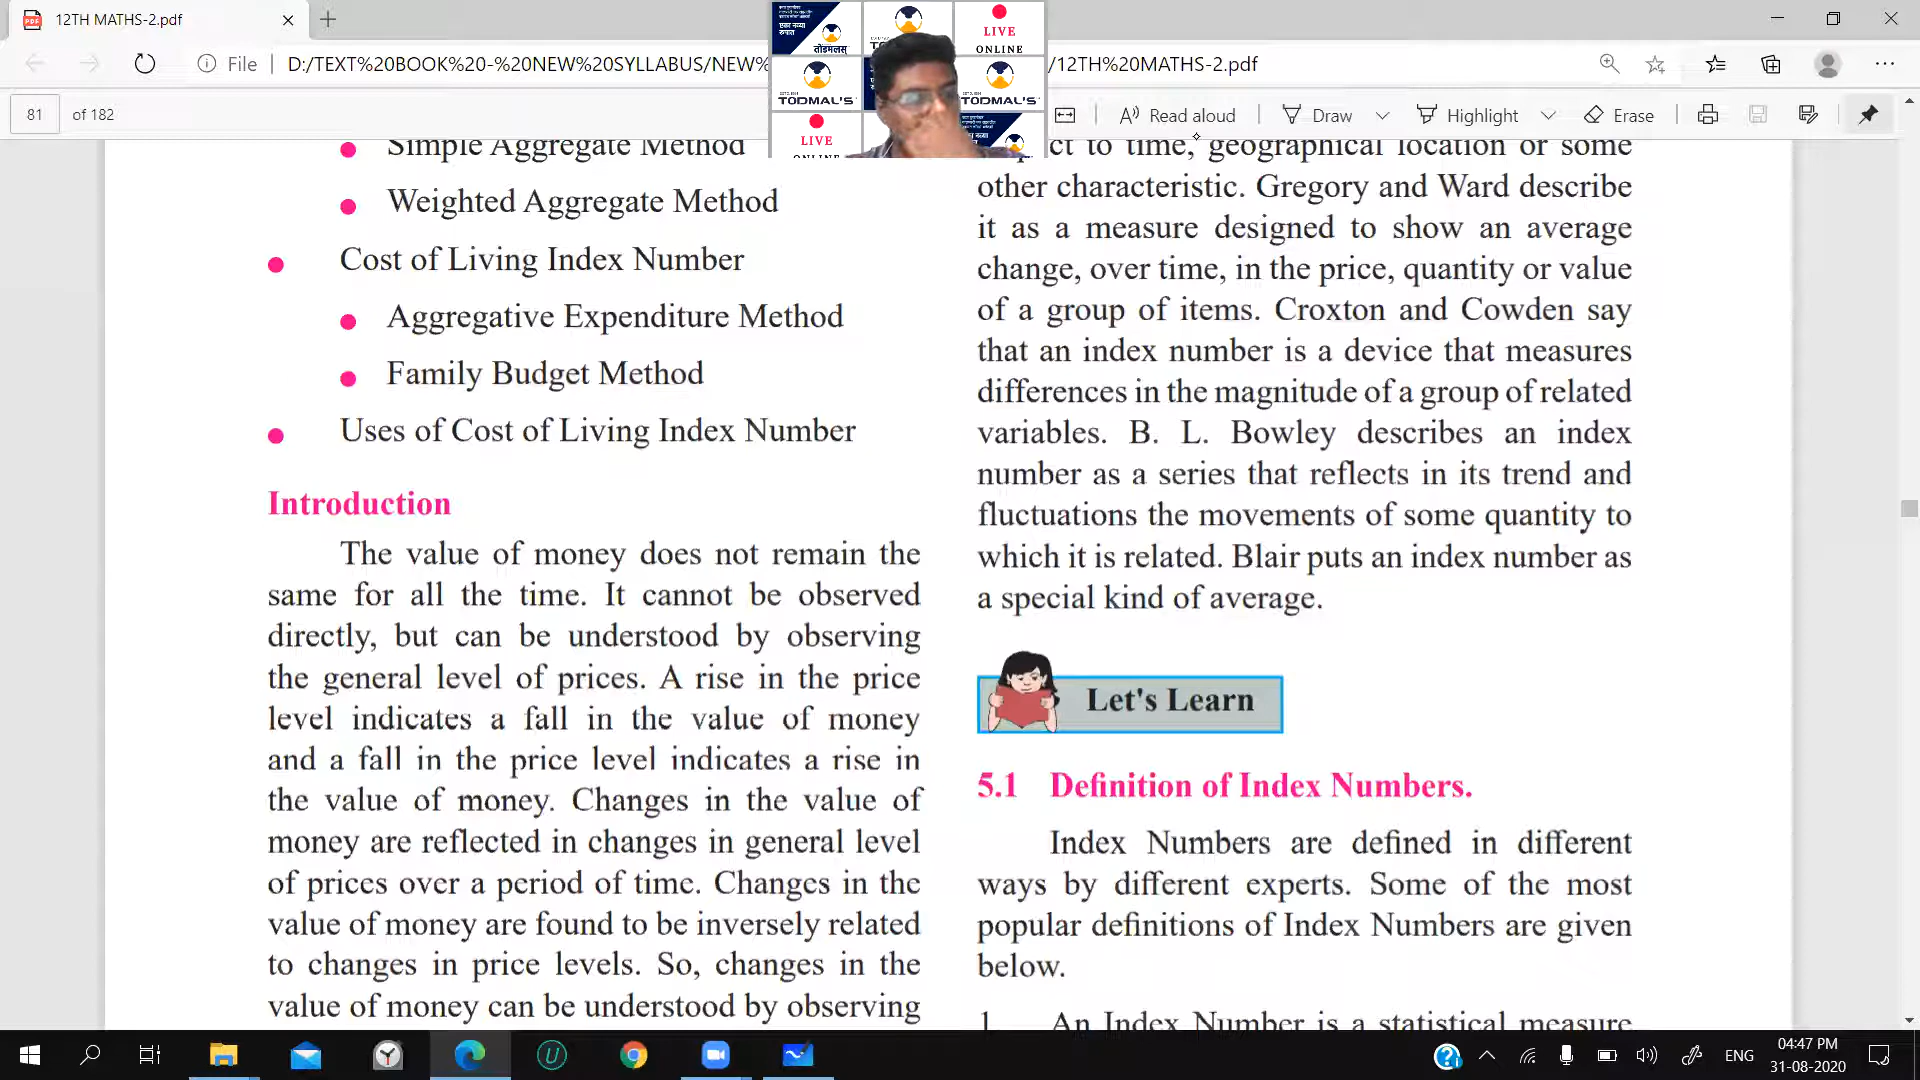 12TH MATHS-2.pdf
File
D:/TEXT%20BOOK%20-%20NEW%20SYLLABUS/NEW%
/12TH%20MATHS-2.pdf
तोडमलस्
LIVE
ONLINE
TODMAL'S
TODMAL'S
LIVE
ONLINE
81 of 182
Read aloud
Draw
Highlight
Erase
Simple Aggregate Method
Weighted Aggregate Method
Cost of Living Index Number
Aggregative Expenditure Method
Family Budget Method
Uses of Cost of Living Index Number
Introduction
The value of money does not remain the
same for all the time. It cannot be observed
directly, but can be understood by observing
the general level of prices. A rise in the price
level indicates a fall in the value of money
and a fall in the price level indicates a rise in
the value of money. Changes in the value of
money are reflected in changes in general level
of prices over a period of time. Changes in the
value of money are found to be inversely related
to changes in price levels. So, changes in the
value of money can be understood by observing
ct to time, geographical location or some
other characteristic. Gregory and Ward describe
it as a measure designed to show an average
change, over time, in the price, quantity or value
of a group of items. Croxton and Cowden say
that an index number is a device that measures
differences in the magnitude of a group of related
variables. B. L. Bowley describes an index
number as a series that reflects in its trend and
fluctuations the movements of some quantity to
which it is related. Blair puts an index number as
a special kind of average.
Let's Learn
5.1 Definition of Index Numbers.
Index Numbers are defined in different
ways by different experts. Some of the most
popular definitions of Index Numbers are given
below.
1. An Index Number is a statistical measure
ENG
04:47 PM
31-08-2020